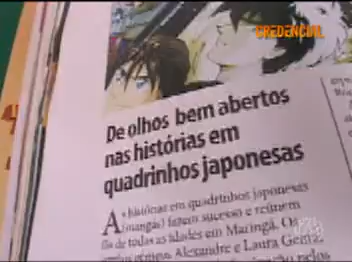 CREDENCIAL
De olhos bem abertos
nas histórias em
quadrinhos japonesas
As histórias em quadrinhos japonesas
(mangás) fazem sucesso e reúnem
fãs de todas as idades em Maringá. Os
Alexandre e Laura
pelos